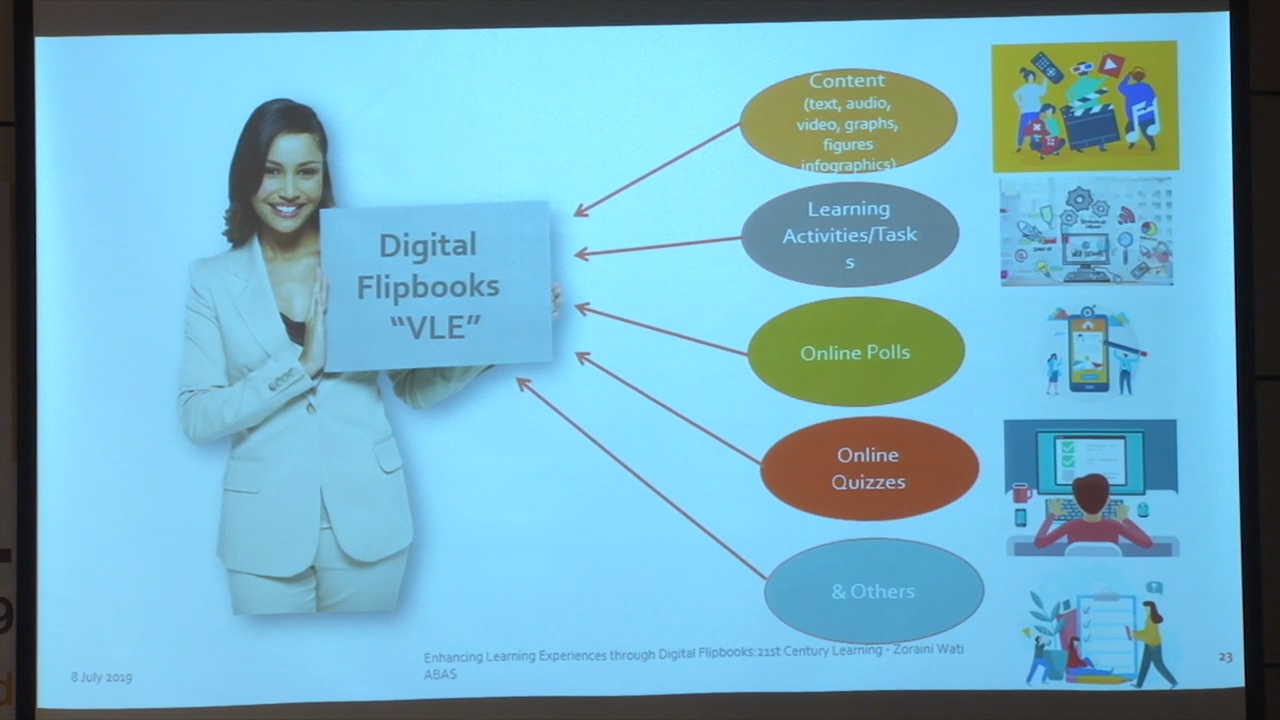 Digital
Flipbooks
“VLE”
Content
(text, audio,
video, graphs,
figures
infographics)
Learning
Activities/Task
s
Online Polls
Online
Quizzes
& Others
Enhancing Learning Experiences through Digital Flipbooks:21st Century Learning - Zoraini Wati
ABAS
8 July 2019
23